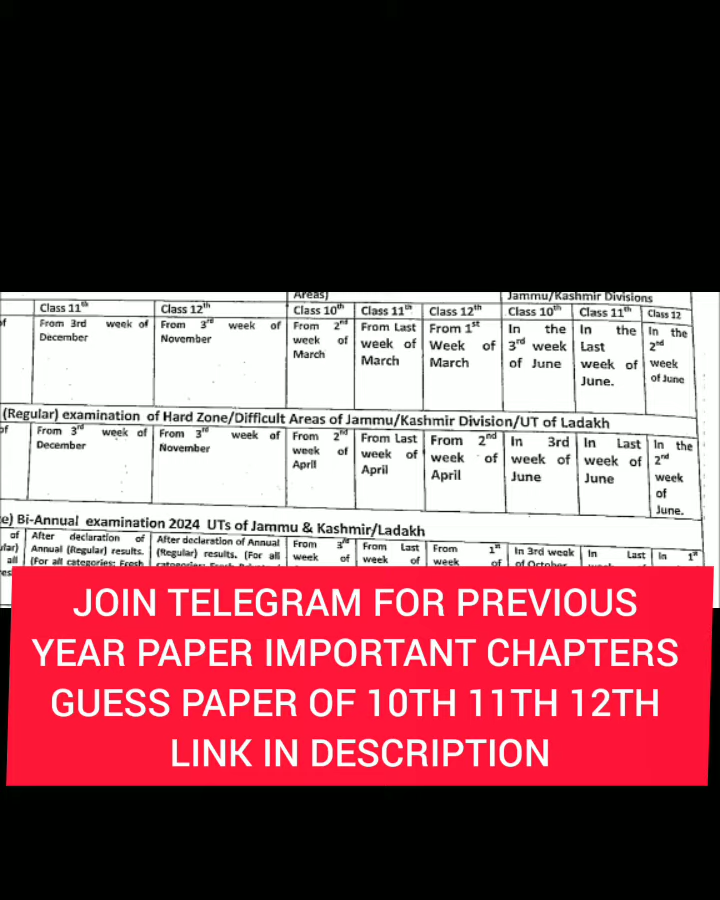 Areas)
Jammu/Kashmir Divisions
Class 11th Class 12th Class 10th Class 11th Class 12th Class 10th Class 11th Class 12
of From 3rd week of From 3rd week of From 2nd From Last From 1st In the In the In the
December November week of week of Week of 3rd week Last 2nd
March March March of June week of week
June. of June
(Regular) examination of Hard Zone/Difficult Areas of Jammu/Kashmir Division/UT of Ladakh
of From 3rd week of From 3rd week of From 2nd From Last From 2nd In 3rd In Last In the
December November week of week of week of week of week of 2nd
April April April June June week
of
June.
Bi-Annual examination 2024 UTs of Jammu & Kashmir/Ladakh
of After declaration of After declaration of Annual From 3rd From Last From 1st In 3rd week In Last In 1st
Annual (Regular) results. (Regular) results. (For all week of week of week of of October
all (For all categories: Fresh
JOIN TELEGRAM FOR PREVIOUS
YEAR PAPER IMPORTANT CHAPTERS
GUESS PAPER OF 10TH 11TH 12TH
LINK IN DESCRIPTION